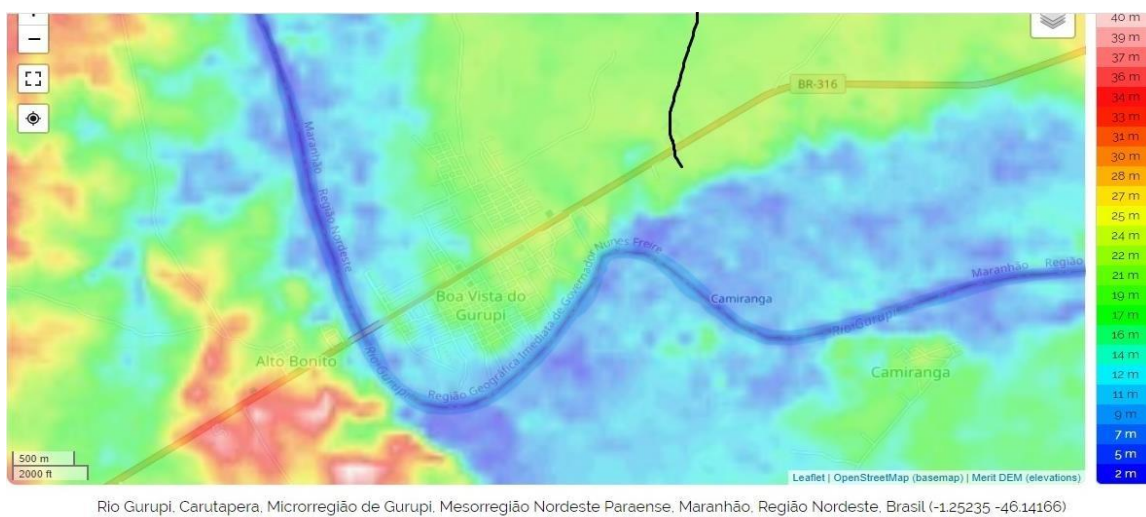 −
40 m
39 m
37 m
36 m
34 m
33 m
31 m
30 m
28 m
27 m
25 m
24 m
22 m
21 m
19 m
17 m
16 m
14 m
12 m
11 m
9 m
7 m
5 m
2 m
BR-316
Maranhão
Região Nordeste
Região Geográfica Imediata de Governador Nunes Freire
Maranhão
Região
Camiranga
Rio Gurupi
Boa Vista do
Gurupi
Alto Bonito
Rio Gurupi
Camiranga
500 m
2000 ft
Leaflet | OpenStreetMap (basemap) | Merit DEM (elevations)
Rio Gurupi, Carutapera, Microrregião de Gurupi, Mesorregião Nordeste Paraense, Maranhão, Região Nordeste, Brasil (-1.25235 -46.14166)